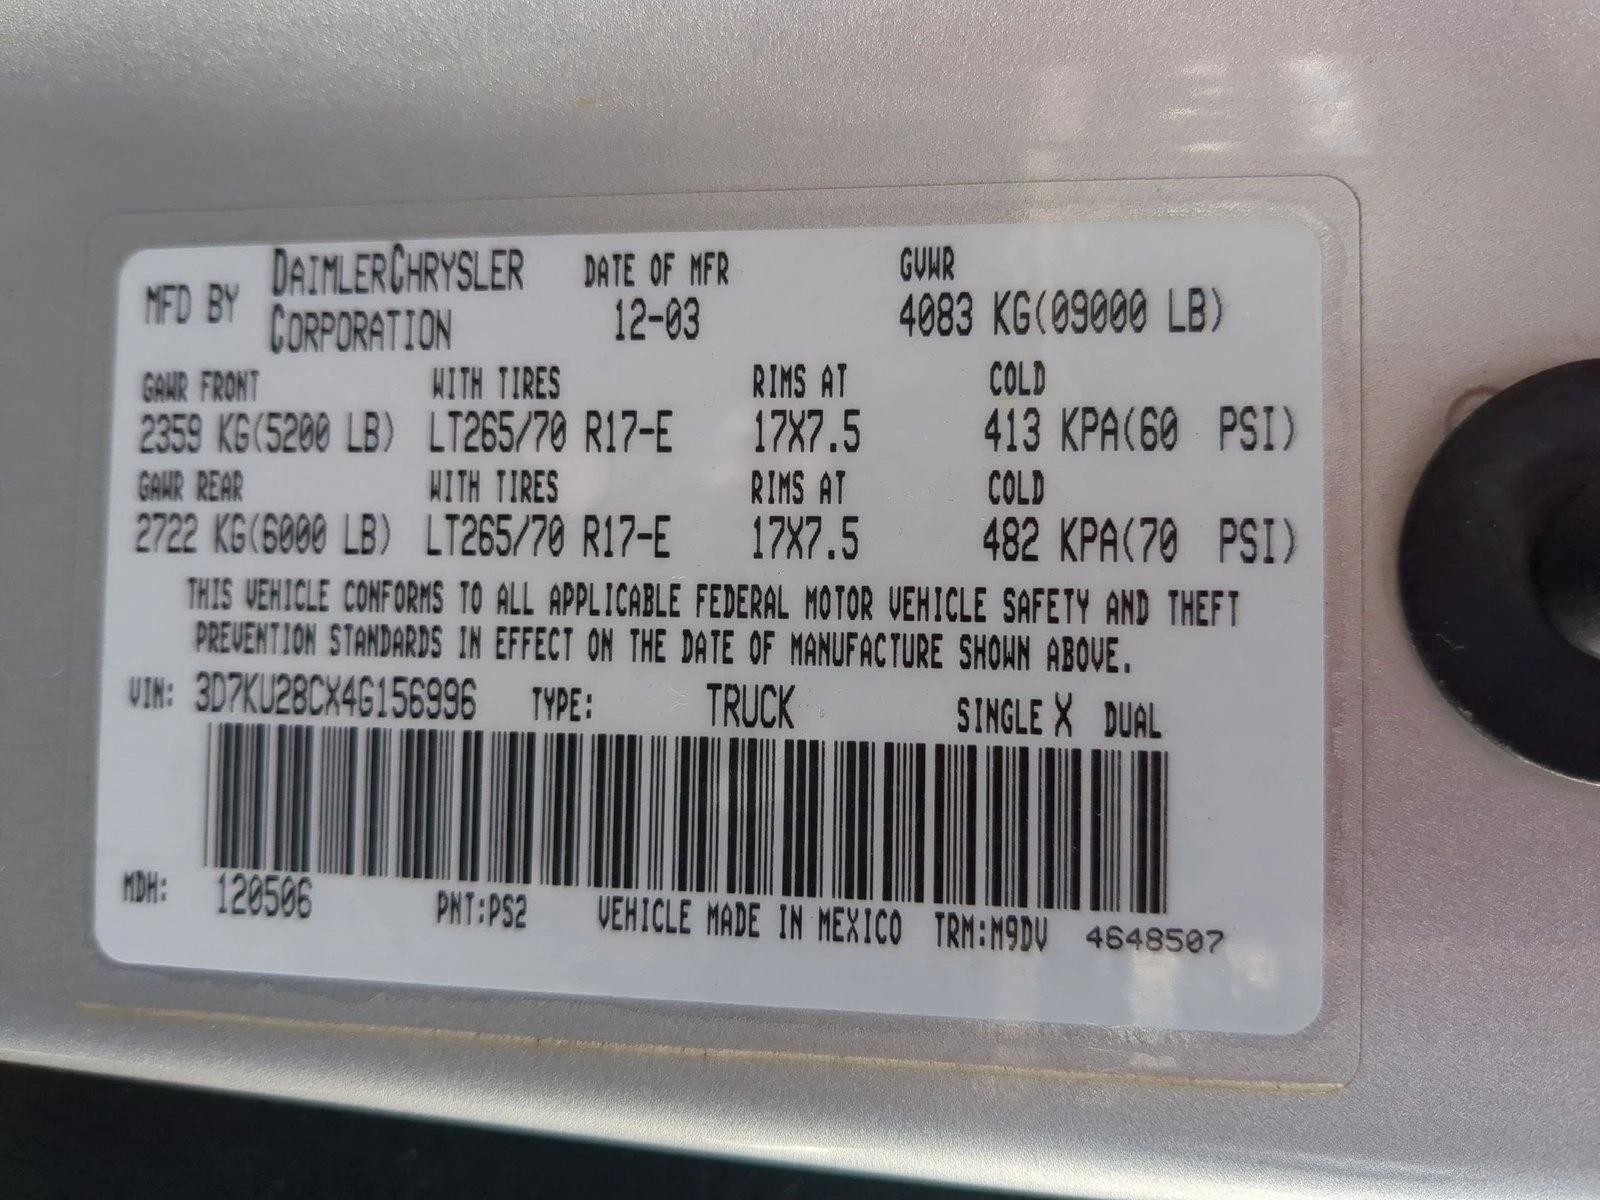 MFD BY DAIMLERCHRYSLER CORPORATION DATE OF MFR 12-03 GVWR 4083 KG(09000 LB)
GAWR FRONT WITH TIRES RIMS AT COLD
2359 KG(5200 LB) LT265/70 R17-E 17X7.5 413 KPA(60 PSI)
GAWR REAR WITH TIRES RIMS AT COLD
2722 KG(6000 LB) LT265/70 R17-E 17X7.5 482 KPA(70 PSI)
THIS VEHICLE CONFORMS TO ALL APPLICABLE FEDERAL MOTOR VEHICLE SAFETY AND THEFT
PREVENTION STANDARDS IN EFFECT ON THE DATE OF MANUFACTURE SHOWN ABOVE.
VIN: 3D7KU28CX4G156996 TYPE: TRUCK SINGLE X DUAL
MDH: 120506 PNT:PS2 VEHICLE MADE IN MEXICO TRM:M9DV 4648507